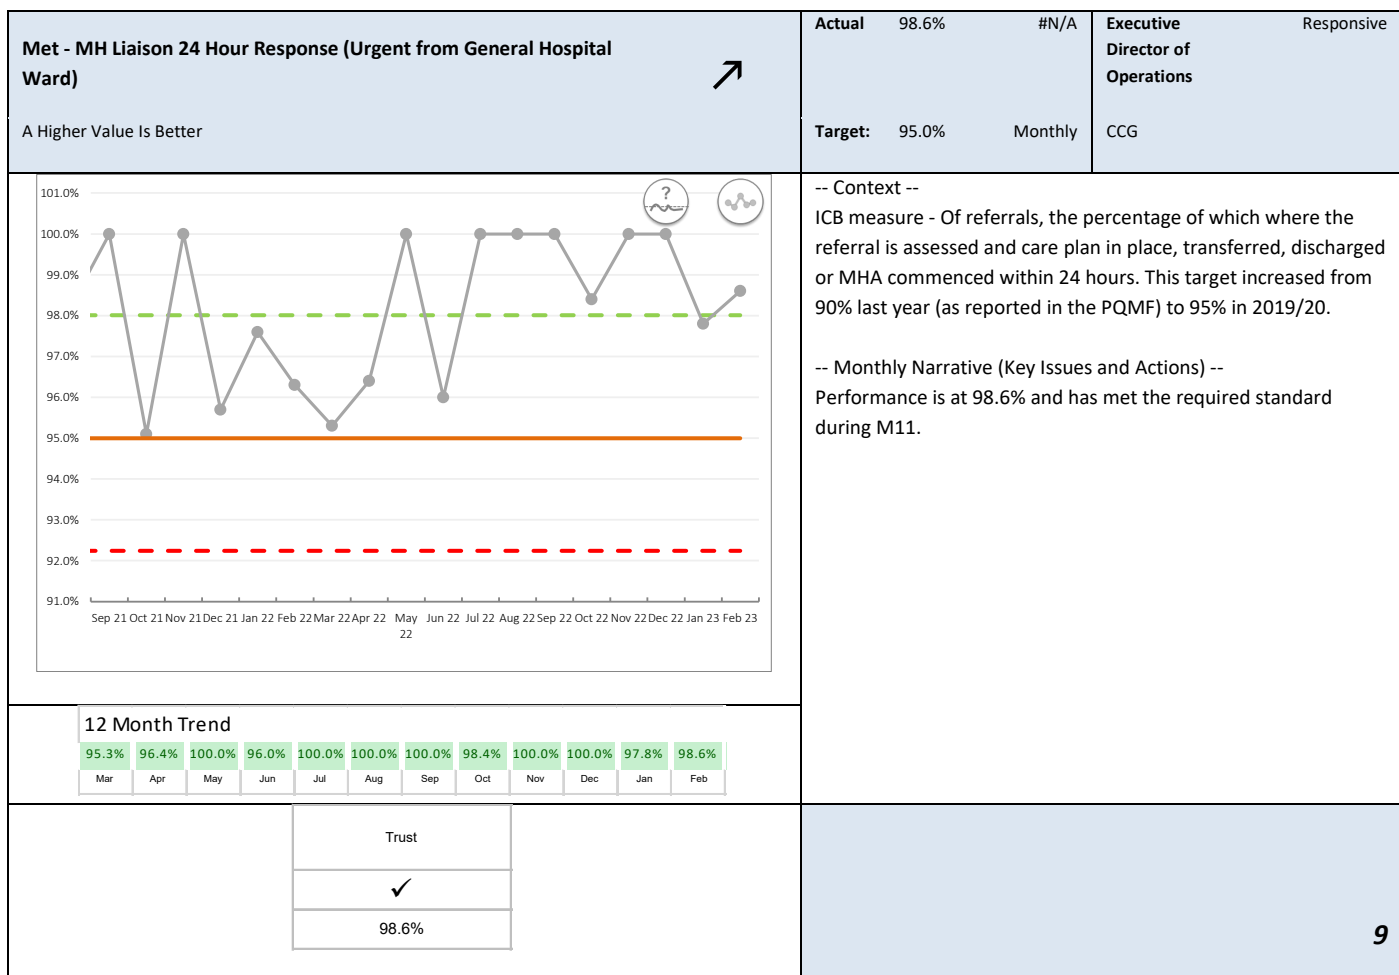 Met - MH Liaison 24 Hour Response (Urgent from General Hospital
Ward)
A Higher Value Is Better
Actual 98.6% #N/A
Target: 95.0% Monthly
Executive Responsive
Director of
Operations
CCG
101.0%
100.0%
99.0%
98.0%
97.0%
96.0%
95.0%
94.0%
93.0%
92.0%
91.0%
?
Sep 21 Oct 21 Nov 21 Dec 21 Jan 22 Feb 22 Mar 22 Apr 22 May Jun 22 Jul 22 Aug 22 Sep 22 Oct 22 Nov 22 Dec 22 Jan 23 Feb 23
22
-- Context --
ICB measure - Of referrals, the percentage of which where the
referral is assessed and care plan in place, transferred, discharged
or MHA commenced within 24 hours. This target increased from
90% last year (as reported in the PQMF) to 95% in 2019/20.
-- Monthly Narrative (Key Issues and Actions) --
Performance is at 98.6% and has met the required standard
during M11.
12 Month Trend
95.3% 96.4% 100.0% 96.0% 100.0% 100.0% 100.0% 98.4% 100.0% 100.0% 97.8% 98.6%
Mar Apr May Jun Jul Aug Sep Oct Nov Dec Jan Feb
Trust
✓
98.6%
9